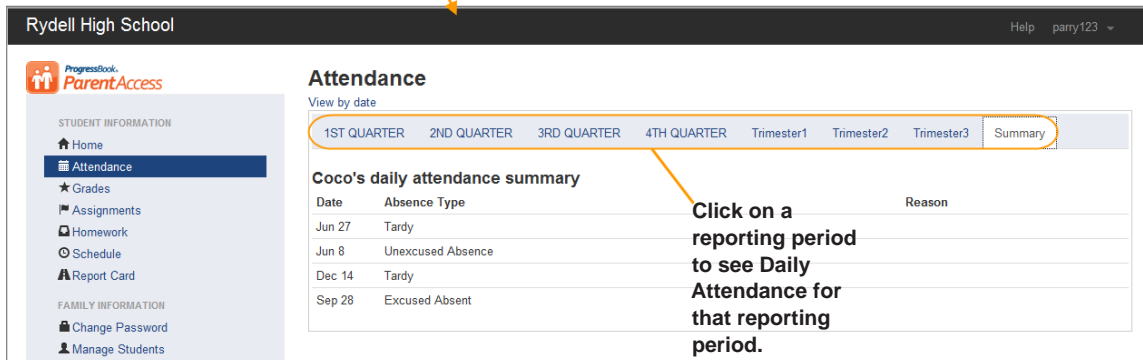 Rydell High School
Help parry123
ProgressBook.
ParentAccess
STUDENT INFORMATION
Home
Attendance
Grades
Assignments
Homework
Schedule
Report Card
FAMILY INFORMATION
Change Password
Manage Students
Attendance
View by date
1ST QUARTER 2ND QUARTER 3RD QUARTER 4TH QUARTER Trimester1 Trimester2 Trimester3 Summary
Coco's daily attendance summary
Date Absence Type Reason
Jun 27 Tardy
Jun 8 Unexcused Absence
Dec 14 Tardy
Sep 28 Excused Absent
Click on a
reporting period
to see Daily
Attendance for
that reporting
period.